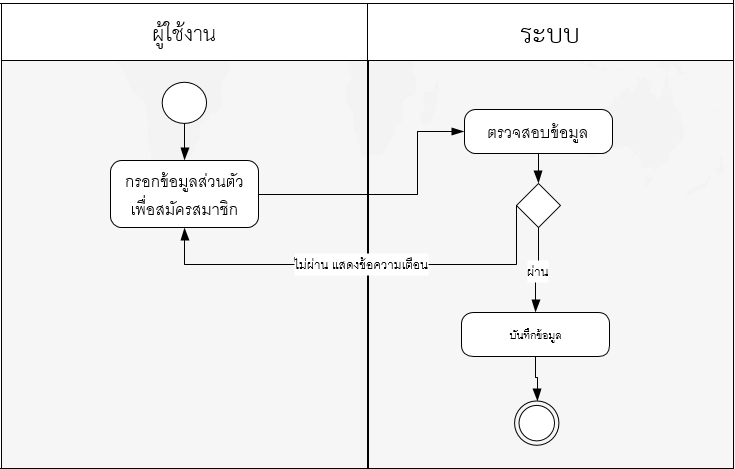 ผู้ใช้งาน
ระบบ
ตรวจสอบข้อมูล
กรอกข้อมูลส่วนตัว
เพื่อสมัครสมาชิก
ไม่ผ่าน แสดงข้อความเตือน
ผ่าน
บันทึกข้อมูล